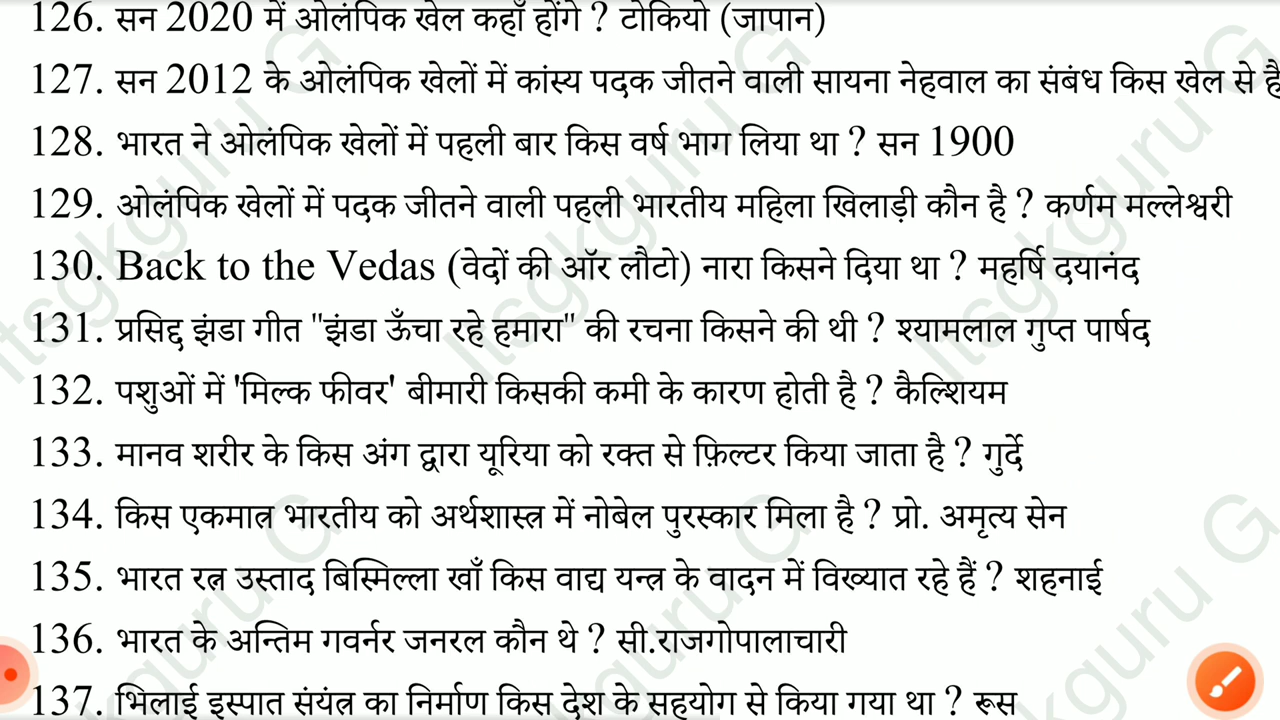 126. सन 2020 में ओलंपिक खेल कहाँ होंगे ? टोकियो (जापान)
127. सन 2012 के ओलंपिक खेलों में कांस्य पदक जीतने वाली सायना नेहवाल का संबंध किस खेल से है
128. भारत ने ओलंपिक खेलों में पहली बार किस वर्ष भाग लिया था ? सन 1900
129. ओलंपिक खेलों में पदक जीतने वाली पहली भारतीय महिला खिलाड़ी कौन है ? कर्णम मल्लेश्वरी
130. Back to the Vedas (वेदों की ऑर लौटो) नारा किसने दिया था ? महर्षि दयानंद
131. प्रसिद्द झंडा गीत "झंडा ऊँचा रहे हमारा" की रचना किसने की थी ? श्यामलाल गुप्त पार्षद
132. पशुओं में 'मिल्क फीवर' बीमारी किसकी कमी के कारण होती है ? कैल्शियम
133. मानव शरीर के किस अंग द्वारा यूरिया को रक्त से फ़िल्टर किया जाता है ? गुर्दे
134. किस एकमात्र भारतीय को अर्थशास्त्र में नोबेल पुरस्कार मिला है ? प्रो. अमृत्य सेन
135. भारत रत्न उस्ताद बिस्मिल्ला खाँ किस वाद्य यन्त्र के वादन में विख्यात रहे हैं ? शहनाई
136. भारत के अन्तिम गवर्नर जनरल कौन थे ? सी.राजगोपालाचारी
137. भिलाई इस्पात संयंत्र का निर्माण किस देश के सहयोग से किया गया था ? रूस
Itsgkguru G
Itsgkguru G
Itsgkguru G